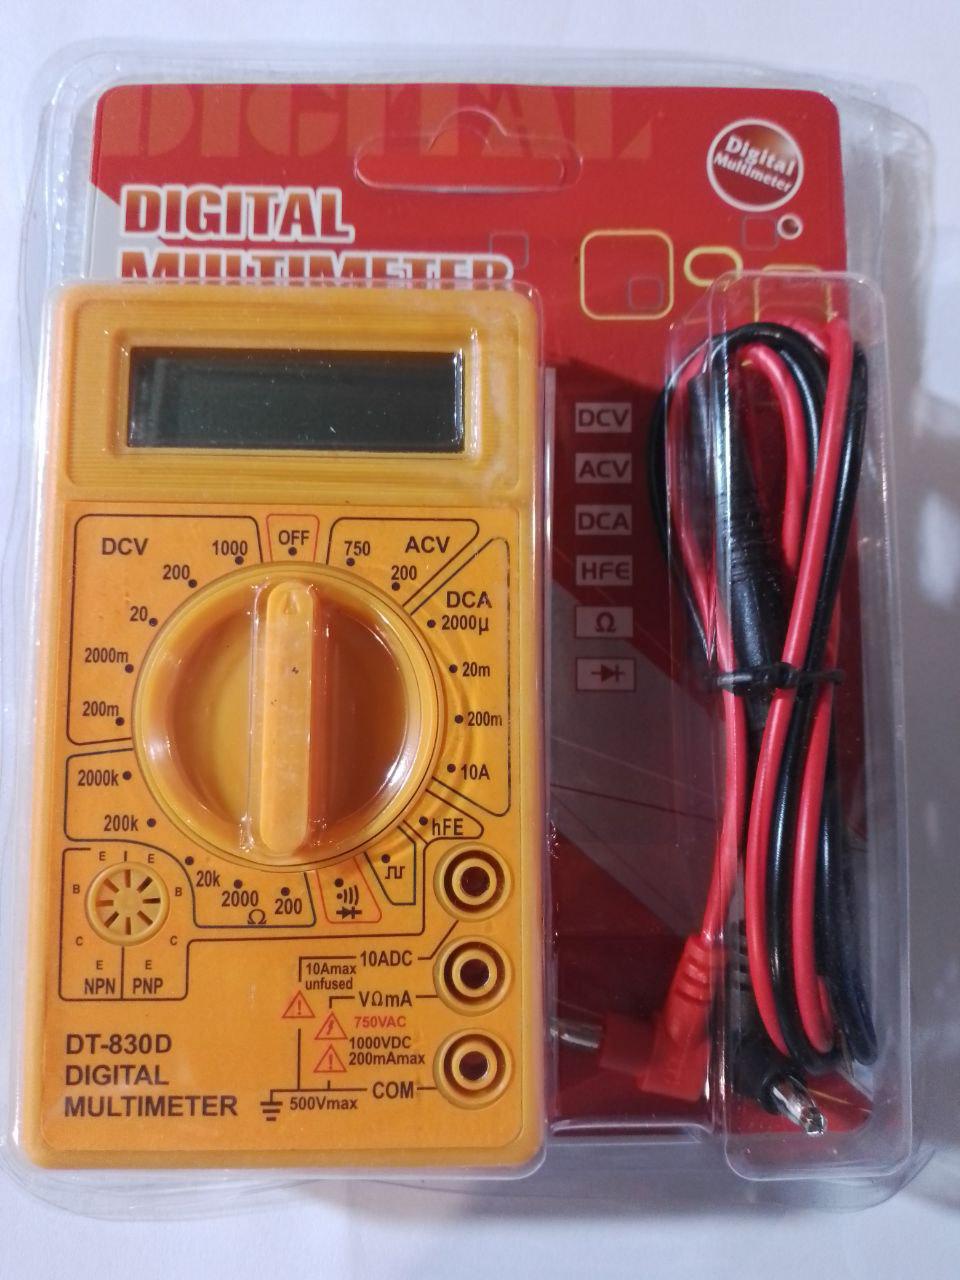 DIGITAL
Digital
Multimeter
DIGITAL
MULTIMETER
DCV
ACV
DCA
HFE
Ω
OFF
DCV
1000
200
20
2000m
200m
750
ACV
200
DCA
2000µ
20m
200m
10A
hFE
2000k
200k
20k
2000
Ω
200
E E
B B
C C
E E
NPN PNP
10ADC
10Amax
unfused
VΩmA
750VAC
1000VDC
200mAmax
COM
500Vmax
DT-830D
DIGITAL
MULTIMETER